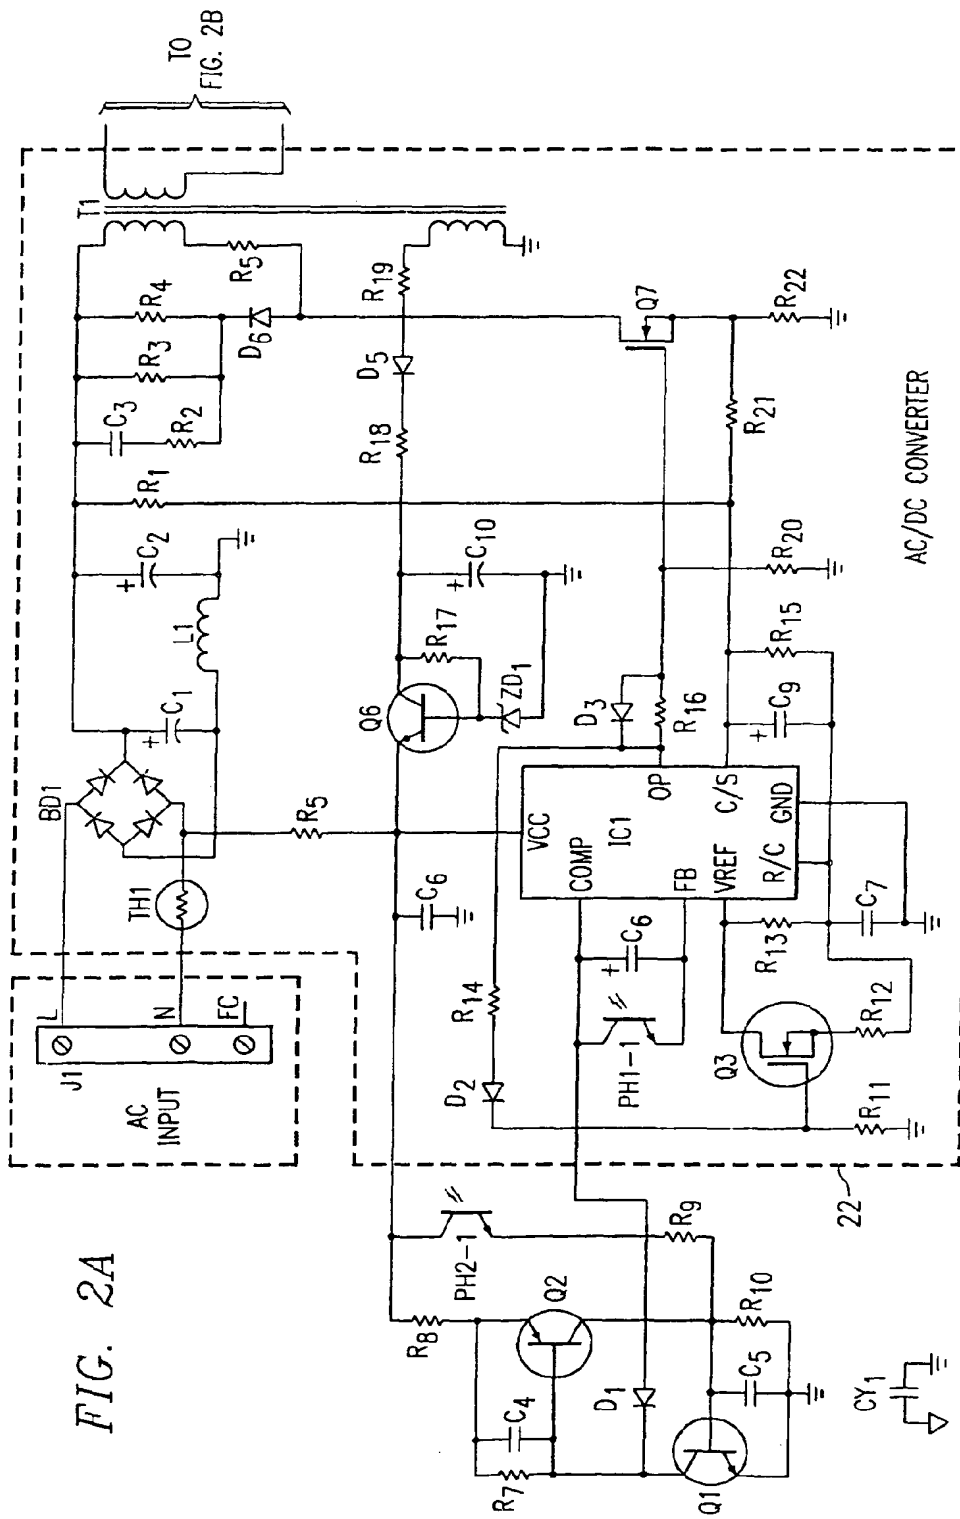 FIG. 2A
J1
L
N
FC
AC
INPUT
TH1
BD1
C1
+
L1
C2
+
R1
C3
R2
R3
R4
D6
R5
T1
TO
FIG. 2B
R5
C6
Q6
R17
ZD1
C10
+
R18
D5
R19
Q7
R22
R21
R20
R14
D2
D3
R16
VCC
COMP
IC1
OP
FB
C/S
VREF
R/C
GND
PH1-1
C6
+
Q3
R13
R12
R11
C7
C9
+
R15
AC/DC CONVERTER
22
PH2-1
R8
Q2
R9
C4
R7
D1
R10
C5
Q1
CY1